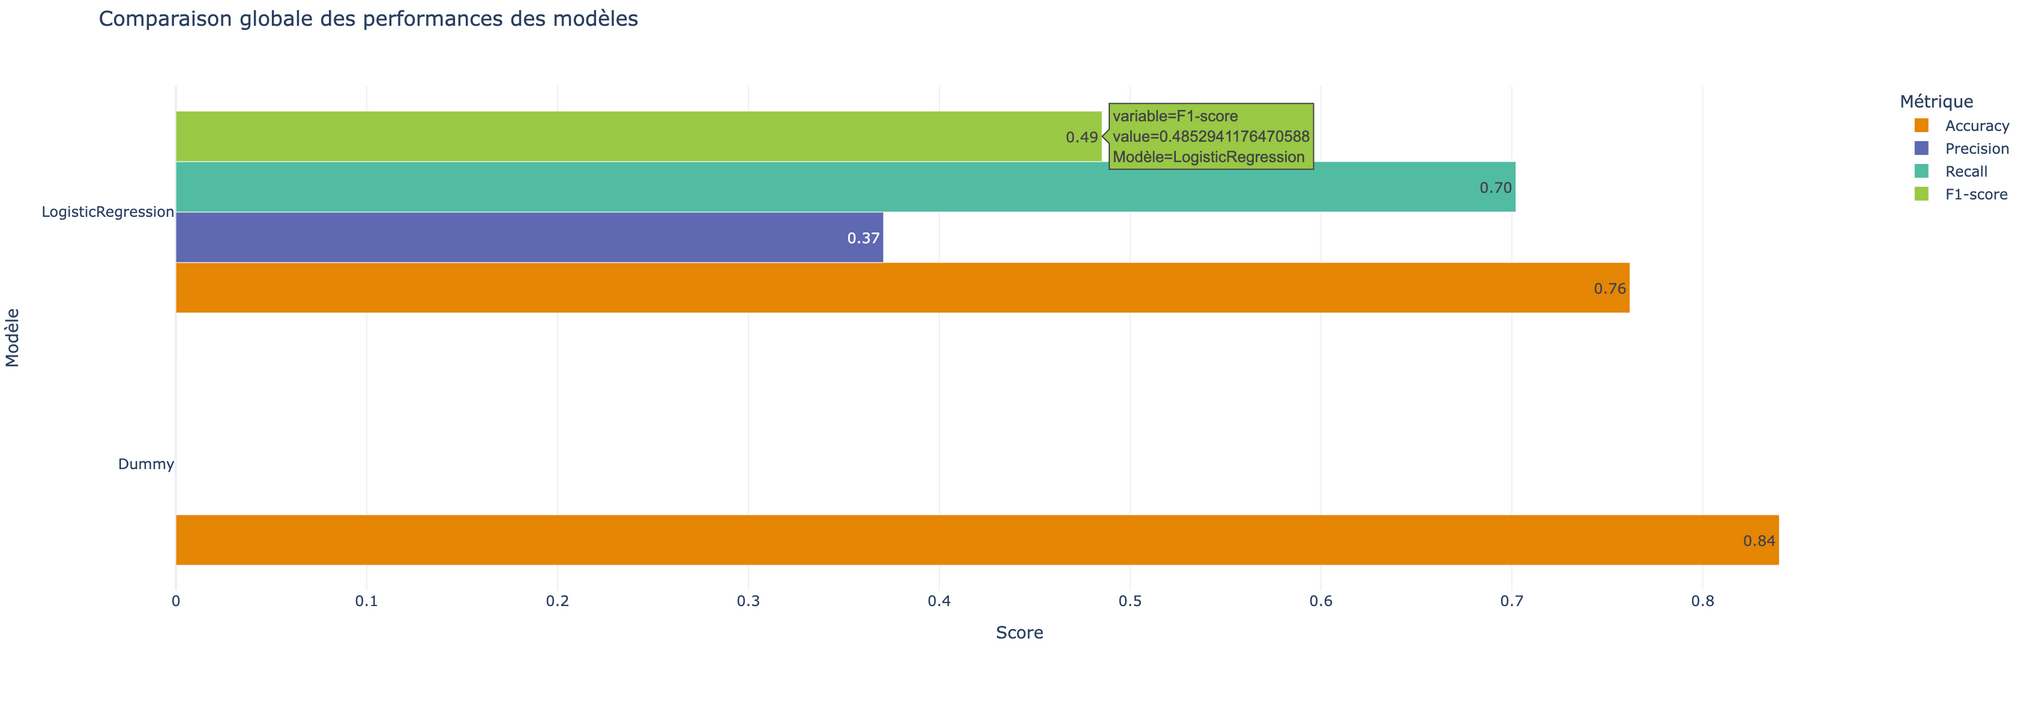 Comparaison globale des performances des modèles
Métrique
Accuracy
Precision
Recall
F1-score
variable=F1-score
value=0.4852941176470588
Modèle=LogisticRegression
0.49
0.70
LogisticRegression
0.37
0.76
Modèle
Dummy
0.84
0 0.1 0.2 0.3 0.4 0.5 0.6 0.7 0.8
Score